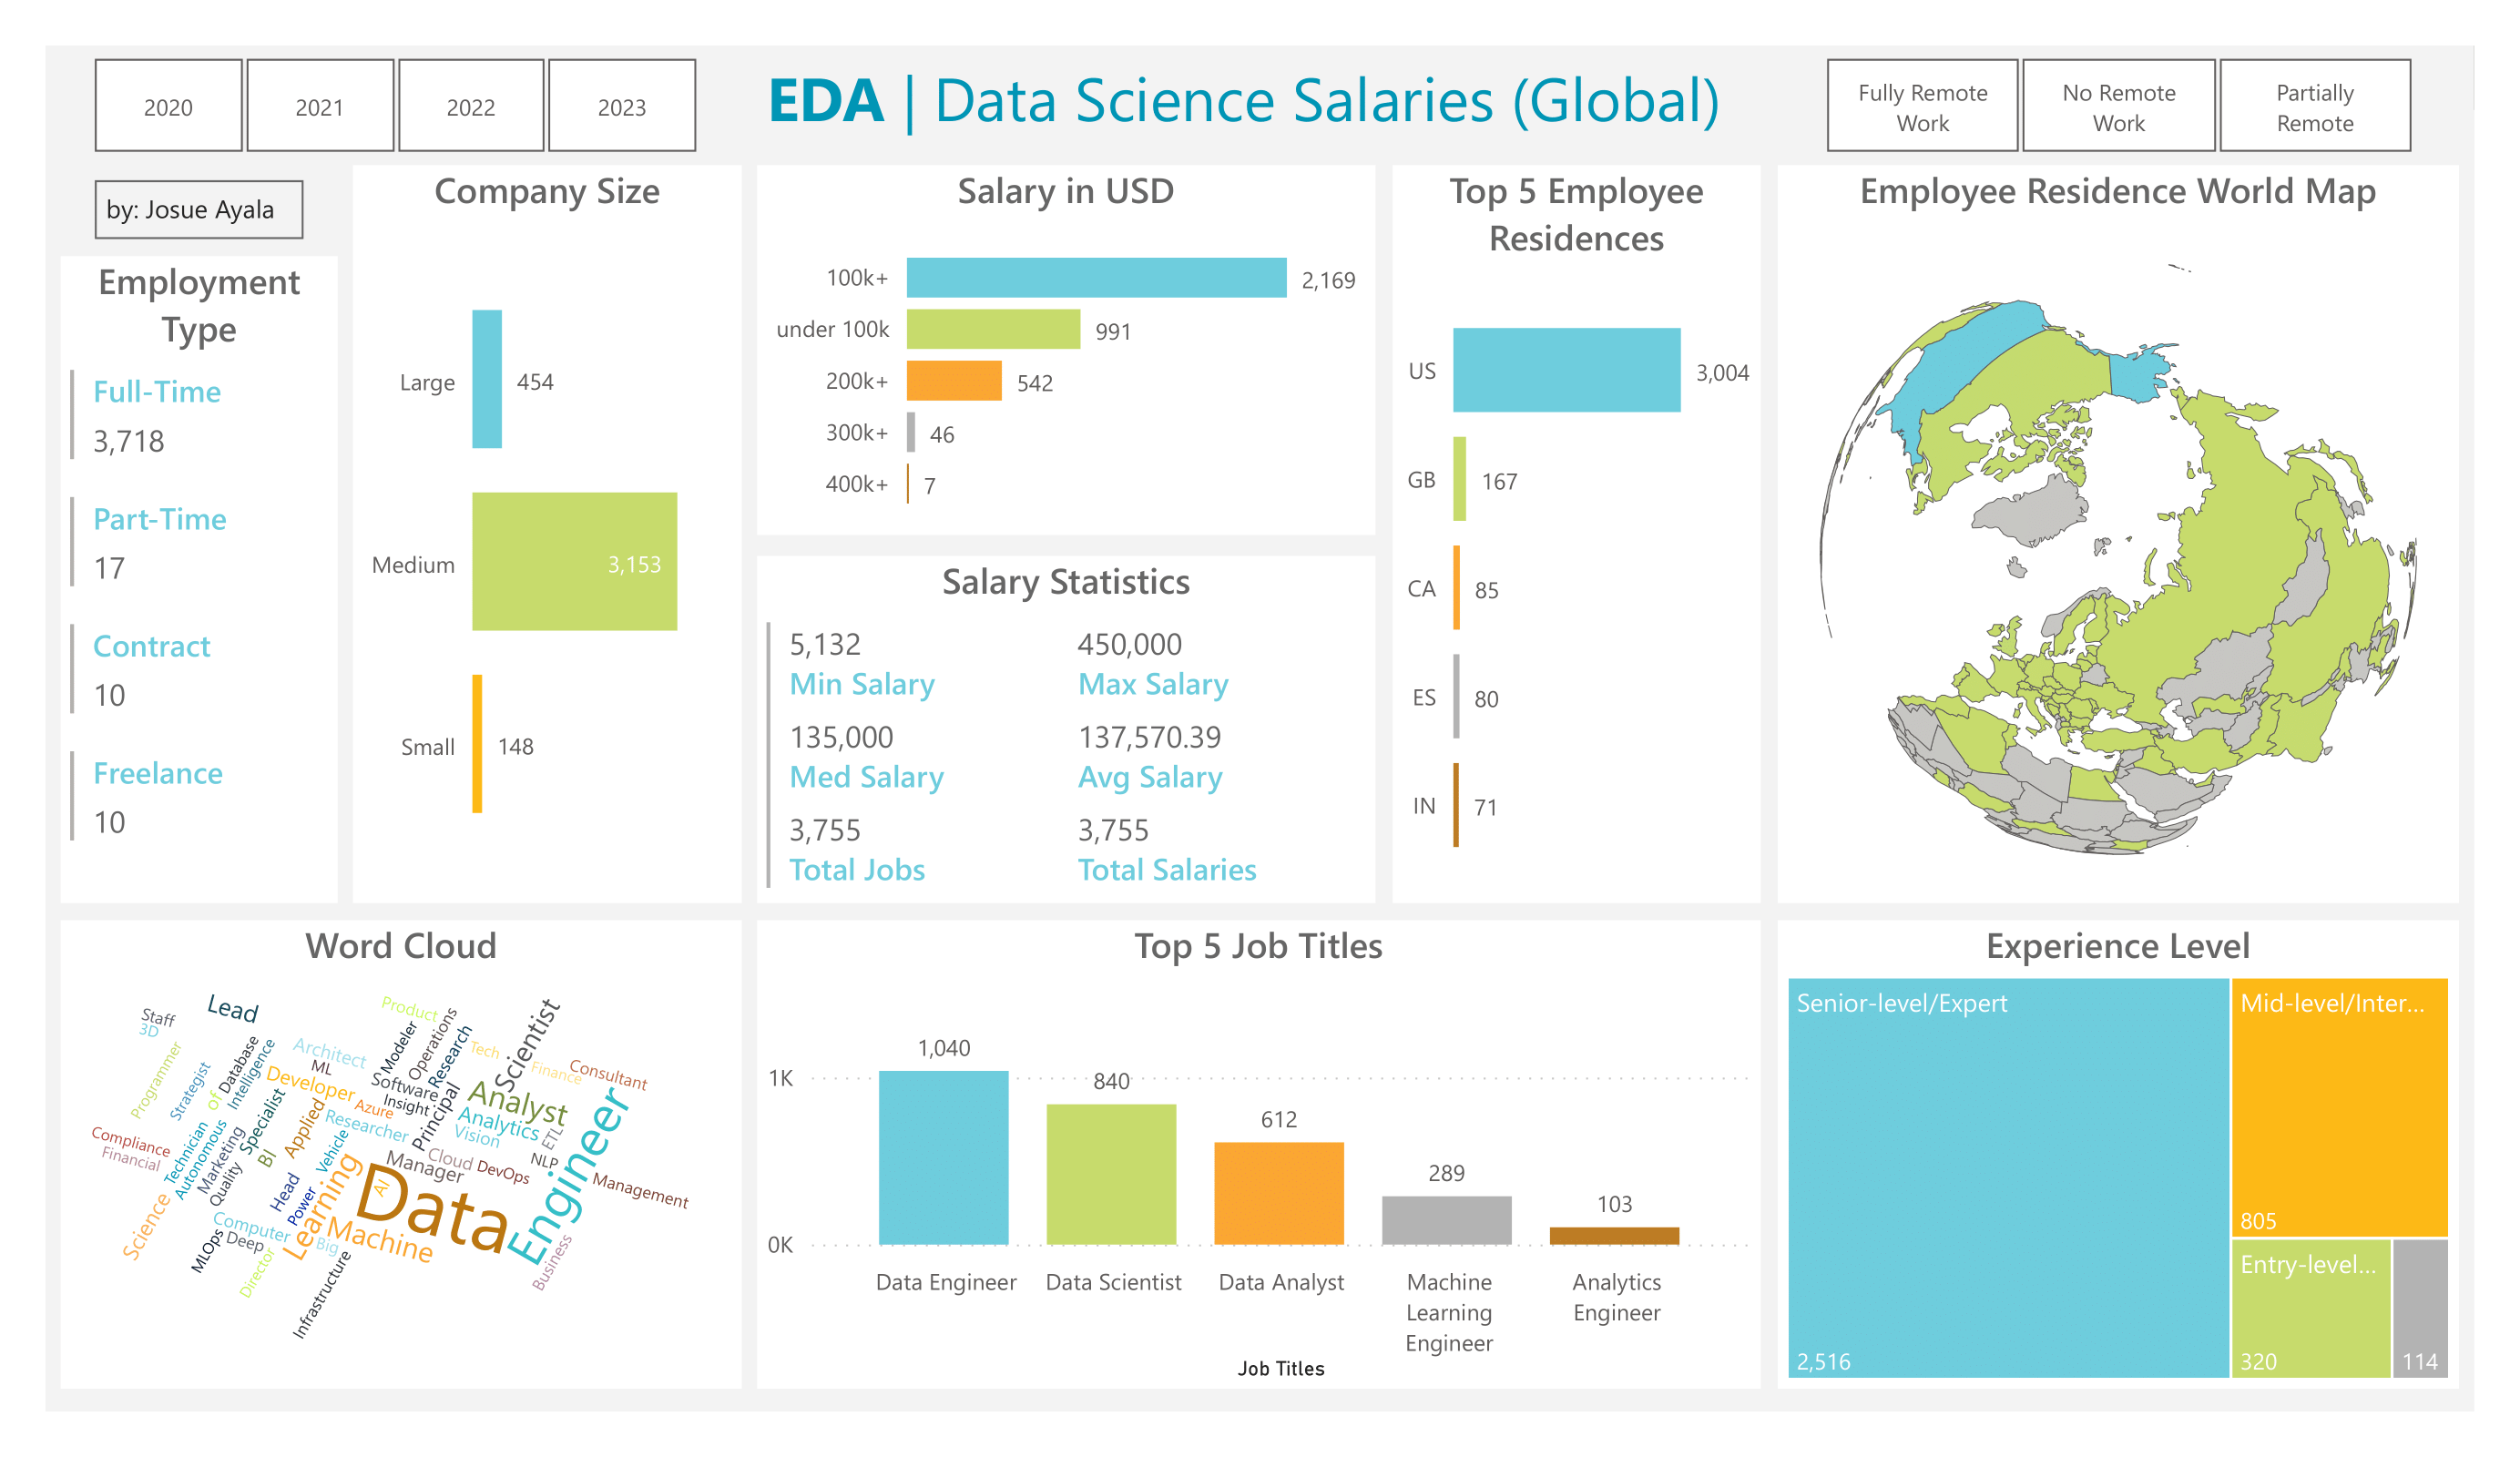 2020
2021
2022
2023
EDA | Data Science Salaries (Global)
Fully Remote
Work
No Remote
Work
Partially
Remote
by: Josue Ayala
Employment
Type
Full-Time
3,718
Part-Time
17
Contract
10
Freelance
10
Company Size
Large
454
Medium
3,153
Small
148
Salary in USD
100k+
2,169
under 100k
991
200k+
542
300k+
46
400k+
7
Salary Statistics
5,132
Min Salary
450,000
Max Salary
135,000
Med Salary
137,570.39
Avg Salary
3,755
Total Jobs
3,755
Total Salaries
Top 5 Employee
Residences
US
3,004
GB
167
CA
85
ES
80
IN
71
Employee Residence World Map
Word Cloud
Staff
3D
Lead
Programmer
Strategist
of
Database
Intelligence
Architect
ML
Developer
Product
Modeler
Operations
Research
Software
Insight
Azure
Tech
Scientist
Finance
Consultant
Analyst
Analytics
Vision
ETL
NLP
Principal
Researcher
Applied
Specialist
Vehicle
BI
Compliance
Financial
Technician
Autonomous
Marketing
Quality
Manager
Cloud
DevOps
Engineer
Management
Head
Power
Learning
AI
Data
Machine
Big
Science
Computer
MLOps
Deep
Director
Infrastructure
Business
Top 5 Job Titles
1K
0K
1,040
840
612
289
103
Data Engineer
Data Scientist
Data Analyst
Machine
Learning
Engineer
Analytics
Engineer
Job Titles
Experience Level
Senior-level/Expert
2,516
Mid-level/Inter...
805
Entry-level...
320
114